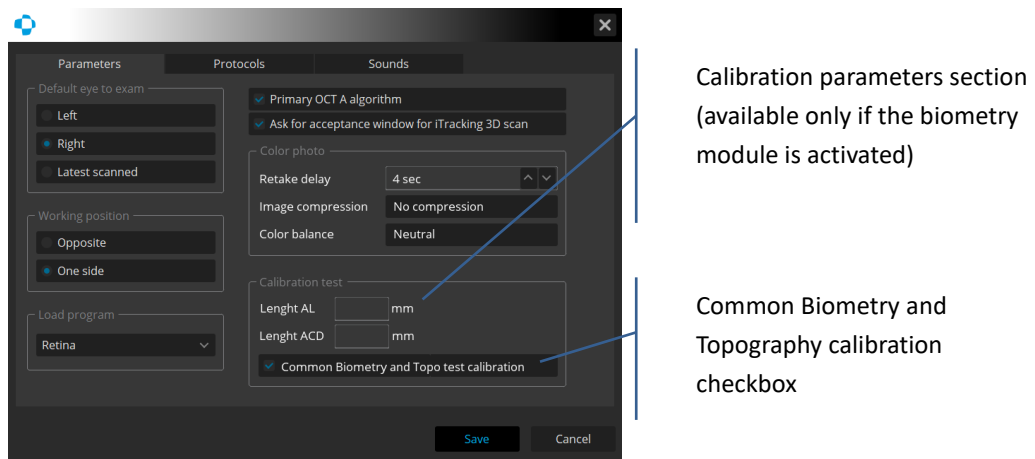 Parameters
Protocols
Sounds
Default eye to exam
Left
Right
Latest scanned
Working position
Opposite
One side
Load program
Retina
Primary OCT A algorithm
Ask for acceptance window for iTracking 3D scan
Color photo
Retake delay 4 sec
Image compression No compression
Color balance Neutral
Calibration test
Lenght AL mm
Lenght ACD mm
Common Biometry and Topo test calibration
Save
Cancel
Calibration parameters section
(available only if the biometry
module is activated)
Common Biometry and
Topography calibration
checkbox